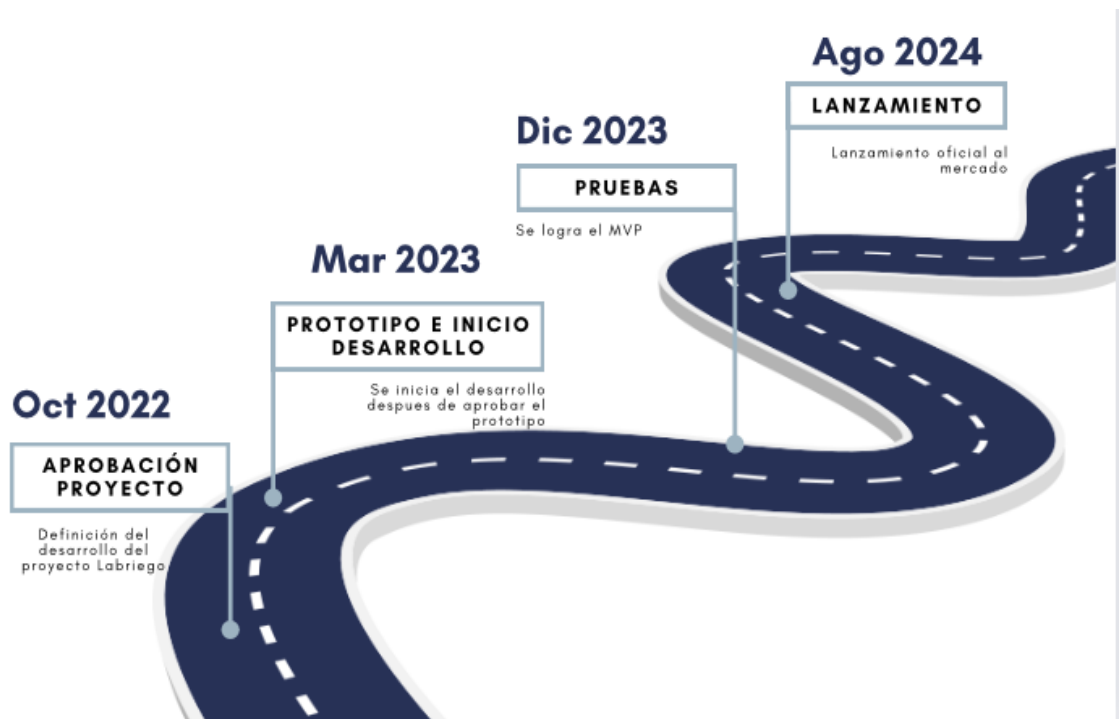 Oct 2022
APROBACIÓN
PROYECTO
Definición del
desarrollo del
proyecto Labriego
Mar 2023
PROTOTIPO E INICIO
DESARROLLO
Se inicia el desarrollo
despues de aprobar el
prototipo
Dic 2023
PRUEBAS
Se logra el MVP
Ago 2024
LANZAMIENTO
Lanzamiento oficial al
mercado